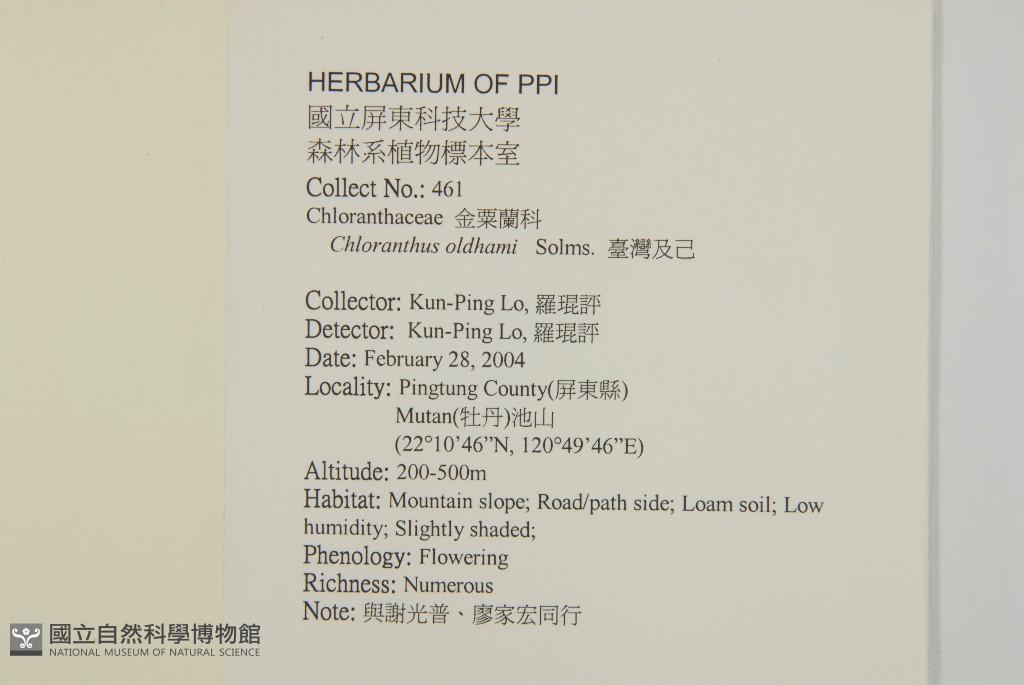 HERBARIUM OF PPI
國立屏東科技大學
森林系植物標本室
Collect No.: 461
Chloranthaceae 金粟蘭科
Chloranthus oldhami Solms. 臺灣及己
Collector: Kun-Ping Lo, 羅琨評
Detector: Kun-Ping Lo, 羅琨評
Date: February 28, 2004
Locality: Pingtung County(屏東縣)
Mutan(牡丹)池山
(22°10’46”N, 120°49’46”E)
Altitude: 200-500m
Habitat: Mountain slope; Road/path side; Loam soil; Low
humidity; Slightly shaded;
Phenology: Flowering
Richness: Numerous
Note: 與謝光普、廖家宏同行
國立自然科學博物館
NATIONAL MUSEUM OF NATURAL SCIENCE